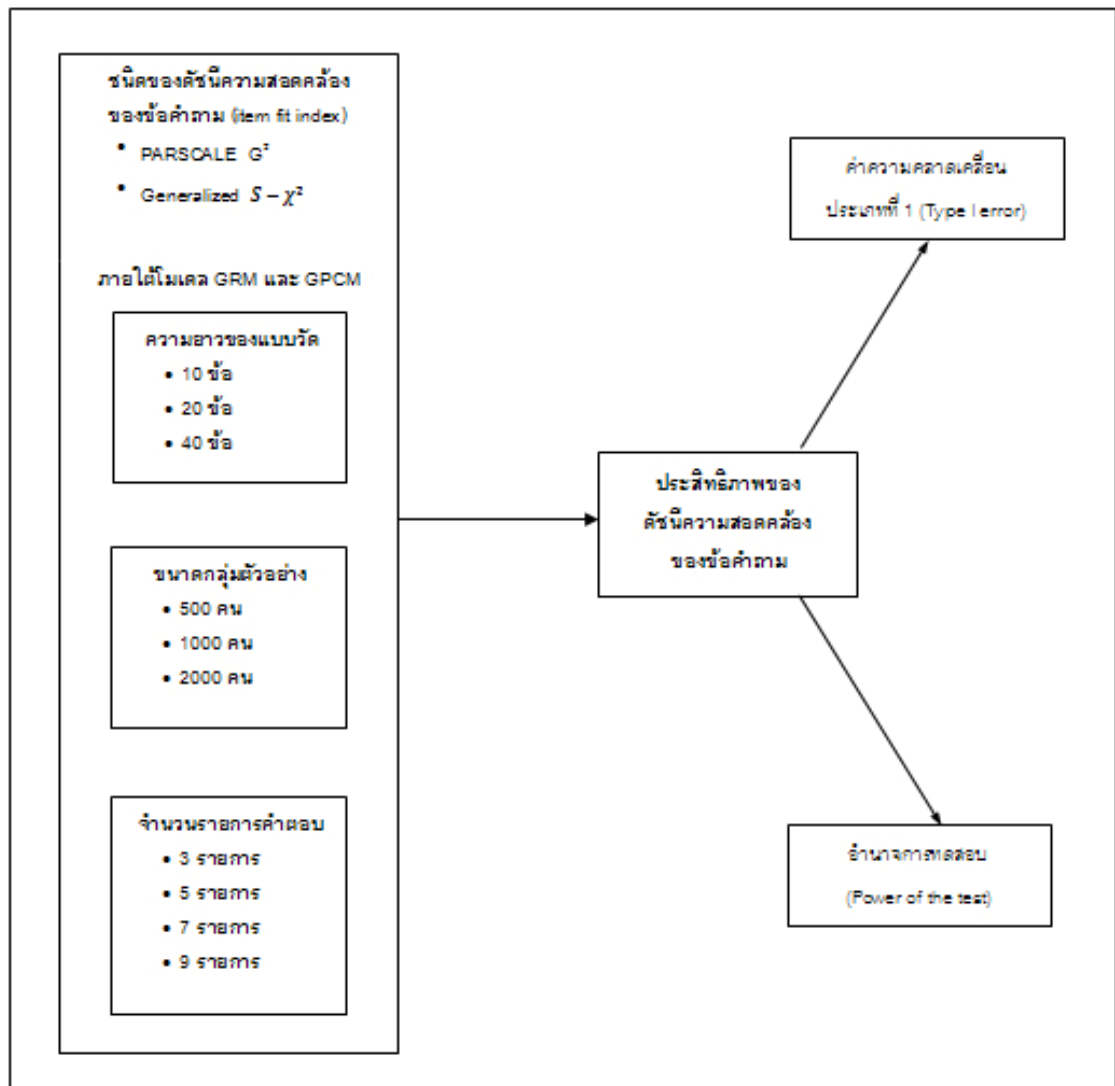 ชนิดของดัชนีความสอดคล้อง
ของข้อคำถาม (item fit index)
• PARSCALE G²
• Generalized S − χ²
ภายใต้โมเดล GRM และ GPCM
ความยาวของแบบวัด
• 10 ข้อ
• 20 ข้อ
• 40 ข้อ
ขนาดกลุ่มตัวอย่าง
• 500 คน
• 1000 คน
• 2000 คน
จำนวนรายการคำตอบ
• 3 รายการ
• 5 รายการ
• 7 รายการ
• 9 รายการ
ประสิทธิภาพของ
ดัชนีความสอดคล้อง
ของข้อคำถาม
ค่าความคลาดเคลื่อน
ประเภทที่ 1 (Type I error)
อำนาจการทดสอบ
(Power of the test)